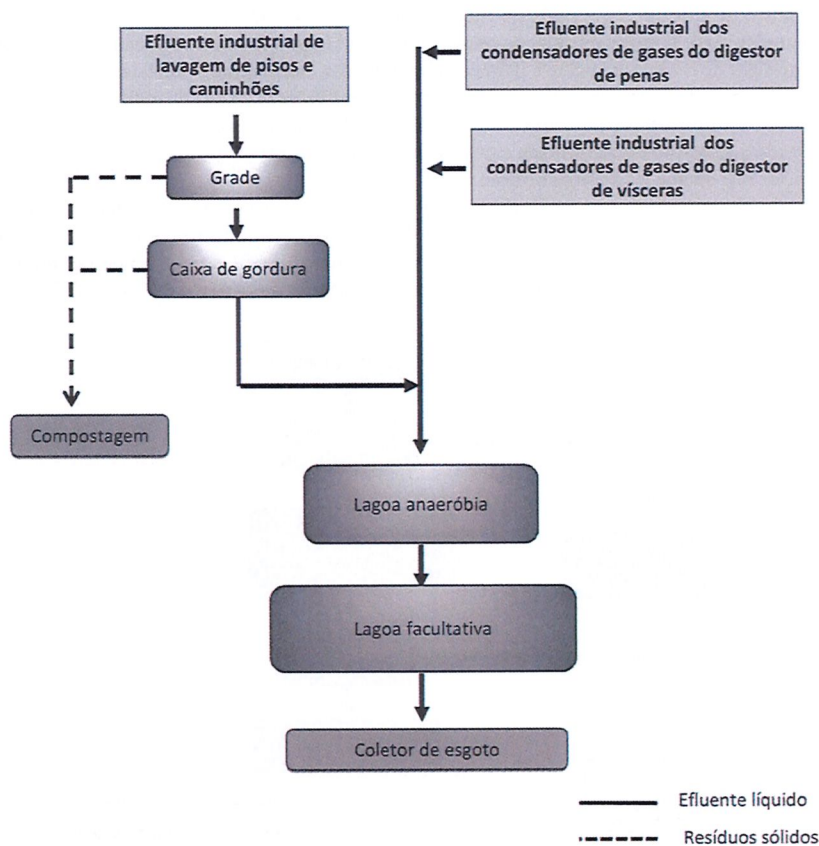 Efluente industrial de
lavagem de pisos e
caminhões
Efluente industrial dos
condensadores de gases do digestor
de penas
Efluente industrial dos
condensadores de gases do digestor
de vísceras
Grade
Caixa de gordura
Compostagem
Lagoa anaeróbia
Lagoa facultativa
Coletor de esgoto
Efluente líquido
Resíduos sólidos